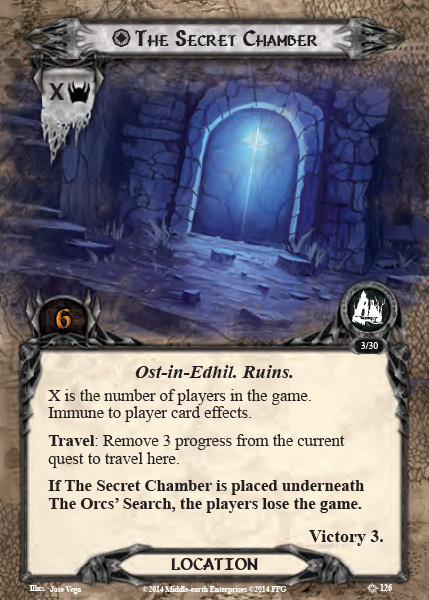 The Secret Chamber
X
6
3/30
Ost-in-Edhil. Ruins.
X is the number of players in the game.
Immune to player card effects.
Travel: Remove 3 progress from the current
quest to travel here.
If The Secret Chamber is placed underneath
The Orcs' Search, the players lose the game.
Victory 3.
LOCATION
Illus. Jose Vega ©2014 Middle-earth Enterprises ©2014 FFG 126